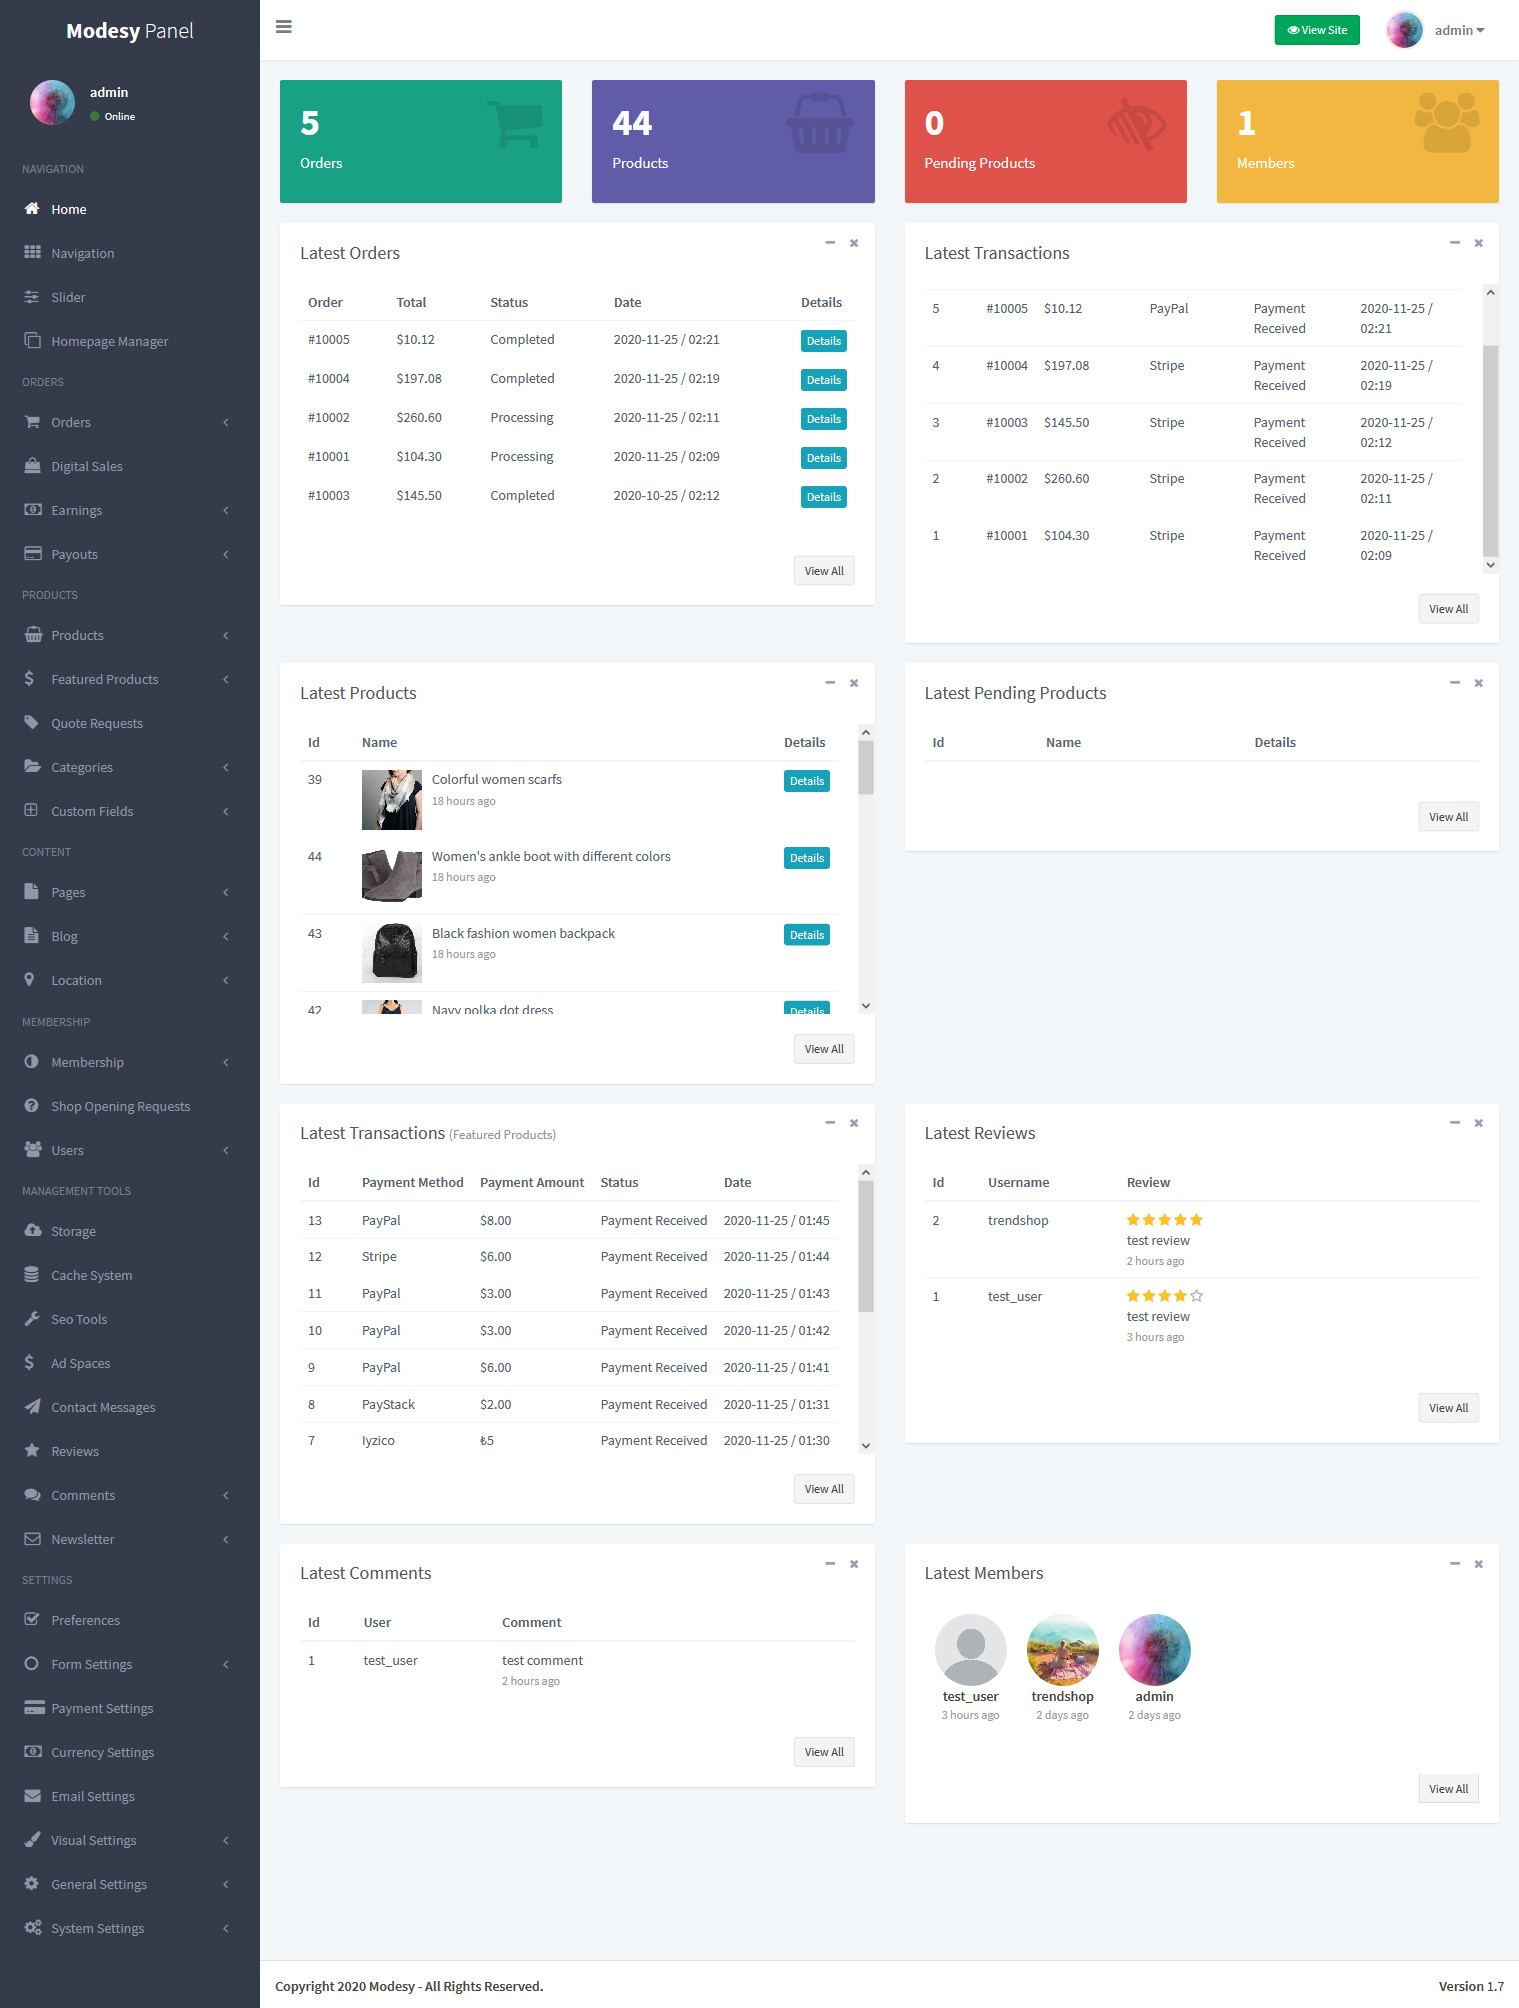 Modesy Panel
admin
Online
NAVIGATION
Home
Navigation
Slider
Homepage Manager
ORDERS
Orders
Digital Sales
Earnings
Payouts
PRODUCTS
Products
Featured Products
Quote Requests
Categories
Custom Fields
CONTENT
Pages
Blog
Location
MEMBERSHIP
Membership
Shop Opening Requests
Users
MANAGEMENT TOOLS
Storage
Cache System
Seo Tools
Ad Spaces
Contact Messages
Reviews
Comments
Newsletter
SETTINGS
Preferences
Form Settings
Payment Settings
Currency Settings
Email Settings
Visual Settings
General Settings
System Settings
View Site
admin
5
Orders
44
Products
0
Pending Products
1
Members
Latest Orders
Order Total Status Date Details
#10005 $10.12 Completed 2020-11-25 / 02:21 Details
#10004 $197.08 Completed 2020-11-25 / 02:19 Details
#10002 $260.60 Processing 2020-11-25 / 02:11 Details
#10001 $104.30 Processing 2020-11-25 / 02:09 Details
#10003 $145.50 Completed 2020-10-25 / 02:12 Details
View All
Latest Transactions
5 #10005 $10.12 PayPal Payment 2020-11-25 /
Received 02:21
4 #10004 $197.08 Stripe Payment 2020-11-25 /
Received 02:19
3 #10003 $145.50 Stripe Payment 2020-11-25 /
Received 02:12
2 #10002 $260.60 Stripe Payment 2020-11-25 /
Received 02:11
1 #10001 $104.30 Stripe Payment 2020-11-25 /
Received 02:09
View All
Latest Products
Id Name Details
39 Colorful women scarfs Details
18 hours ago
44 Women's ankle boot with different colors Details
18 hours ago
43 Black fashion women backpack Details
18 hours ago
42 Navy polka dot dress Details
View All
Latest Pending Products
Id Name Details
View All
Latest Transactions (Featured Products)
Id Payment Method Payment Amount Status Date
13 PayPal $8.00 Payment Received 2020-11-25 / 01:45
12 Stripe $6.00 Payment Received 2020-11-25 / 01:44
11 PayPal $3.00 Payment Received 2020-11-25 / 01:43
10 PayPal $3.00 Payment Received 2020-11-25 / 01:42
9 PayPal $6.00 Payment Received 2020-11-25 / 01:41
8 PayStack $2.00 Payment Received 2020-11-25 / 01:31
7 Iyzico ₺5 Payment Received 2020-11-25 / 01:30
View All
Latest Reviews
Id Username Review
2 trendshop
test review
2 hours ago
1 test_user
test review
3 hours ago
View All
Latest Comments
Id User Comment
1 test_user test comment
2 hours ago
View All
Latest Members
test_user trendshop admin
3 hours ago 2 days ago 2 days ago
View All
Copyright 2020 Modesy - All Rights Reserved.
Version 1.7